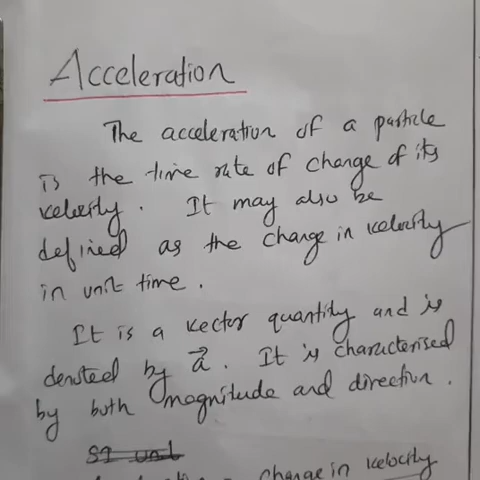 Acceleration
The acceleration of a particle
is the time rate of change of its
velocity. It may also be
defined as the change in velocity
in unit time.
It is a vector quantity and is
denoted by a⃗. It is characterised
by both magnitude and direction.
SI unit
= change in velocity